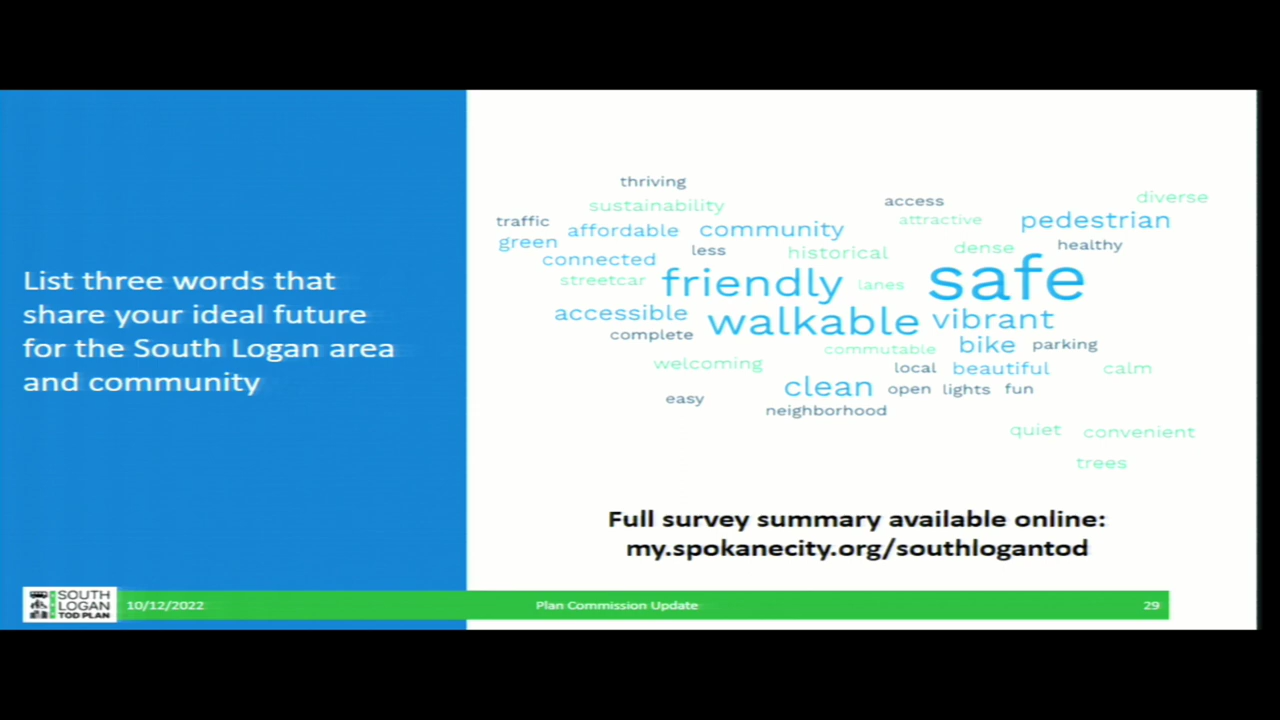 List three words that
share your ideal future
for the South Logan area
and community
thriving
sustainability
access
diverse
traffic
affordable
community
attractive
pedestrian
green
less
historical
dense
healthy
connected
streetcar
friendly
lanes
safe
accessible
walkable
vibrant
complete
commutable
bike
parking
welcoming
local
beautiful
calm
clean
open
lights
fun
easy
neighborhood
quiet
convenient
trees
Full survey summary available online:
my.spokanecity.org/southlogantod
SOUTH
LOGAN
TOD PLAN
10/12/2022
Plan Commission Update
29